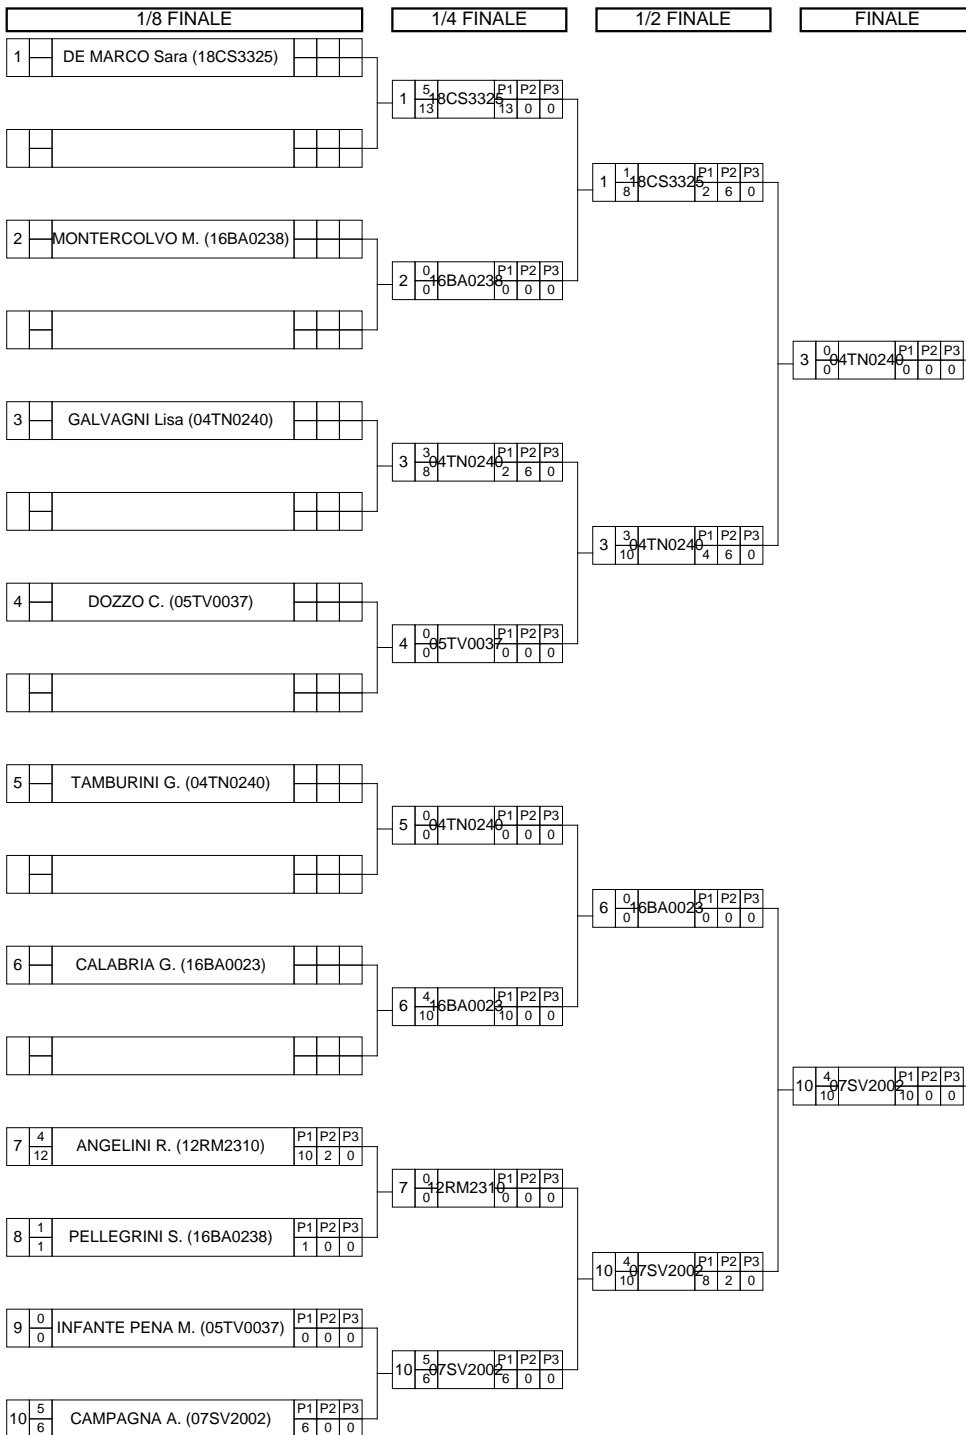 1/8 FINALE 1/4 FINALE 1/2 FINALE FINALE
1 DE MARCO Sara (18CS3325)
1 5 13 18CS3325 P1 P2 P3 13 0 0
1 1 8 18CS3325 P1 P2 P3 2 6 0
2 MONTERCOLVO M. (16BA0238)
2 0 0 16BA0238 P1 P2 P3 0 0 0
3 0 0 04TN0240 P1 P2 P3 0 0 0
3 GALVAGNI Lisa (04TN0240)
3 3 8 04TN0240 P1 P2 P3 2 6 0
3 3 10 04TN0240 P1 P2 P3 4 6 0
4 DOZZO C. (05TV0037)
4 0 0 05TV0037 P1 P2 P3 0 0 0
5 TAMBURINI G. (04TN0240)
5 0 0 04TN0240 P1 P2 P3 0 0 0
6 0 0 16BA0023 P1 P2 P3 0 0 0
6 CALABRIA G. (16BA0023)
6 4 10 16BA0023 P1 P2 P3 10 0 0
10 4 10 07SV2002 P1 P2 P3 10 0 0
7 4 12 ANGELINI R. (12RM2310) P1 P2 P3 10 2 0
7 0 0 12RM2310 P1 P2 P3 0 0 0
8 1 1 PELLEGRINI S. (16BA0238) P1 P2 P3 1 0 0
10 4 10 07SV2002 P1 P2 P3 8 2 0
9 0 0 INFANTE PENA M. (05TV0037) P1 P2 P3 0 0 0
10 5 6 07SV2002 P1 P2 P3 6 0 0
10 5 6 CAMPAGNA A. (07SV2002) P1 P2 P3 6 0 0